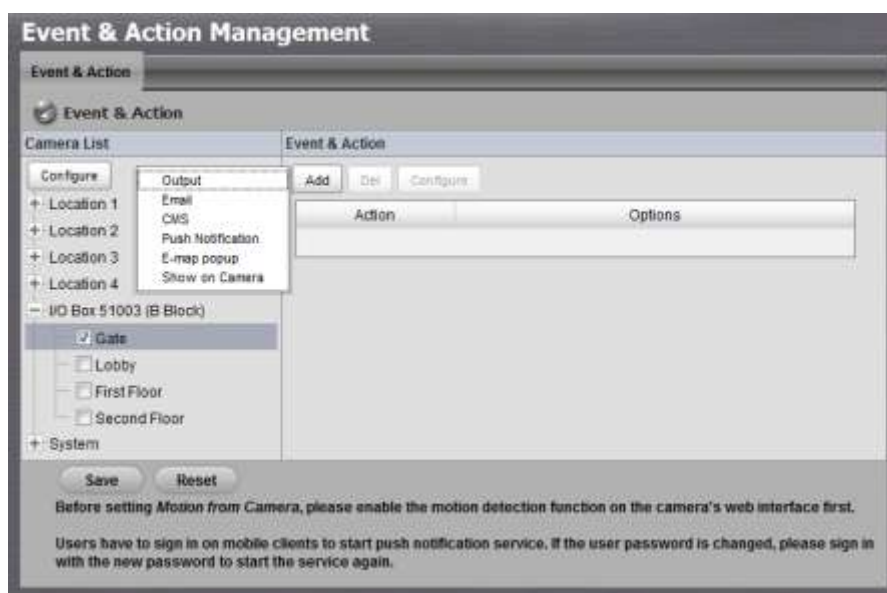 Event & Action Management
Event & Action
Event & Action
Camera List
Event & Action
Configure
Output
Email
CMS
Push Notification
E-map popup
Show on Camera
Add Del Configure
Action Options
Location 1
Location 2
Location 3
Location 4
I/O Box 51003 (B Block)
Gate
Lobby
First Floor
Second Floor
System
Save Reset
Before setting Motion from Camera, please enable the motion detection function on the camera's web interface first.
Users have to sign in on mobile clients to start push notification service. If the user password is changed, please sign in
with the new password to start the service again.